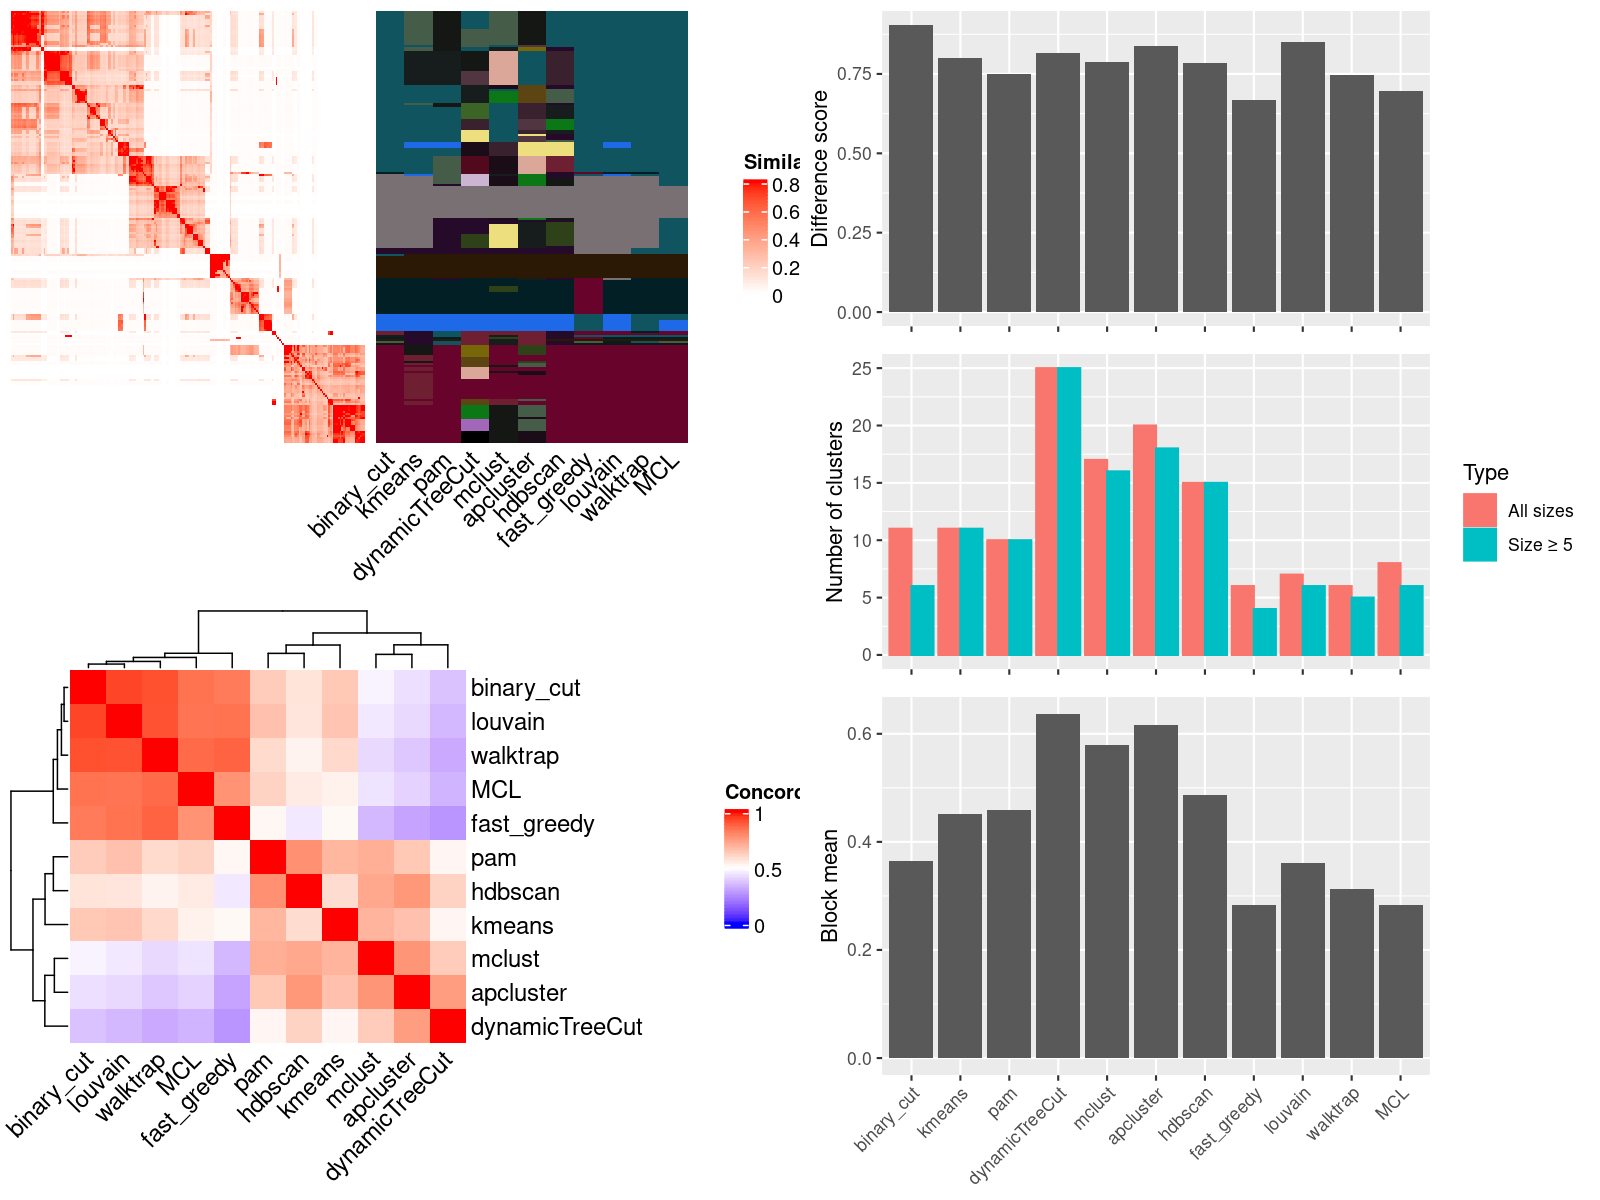 Simila
0.8
0.6
0.4
0.2
0
binary_cut
kmeans
pam
dynamicTreeCut
mclust
apcluster
hdbscan
fast_greedy
louvain
walktrap
MCL
Difference score
0.75
0.50
0.25
0.00
Number of clusters
25
20
15
10
5
0
Type
All sizes
Size ≥ 5
binary_cut
louvain
walktrap
MCL
fast_greedy
pam
hdbscan
kmeans
mclust
apcluster
dynamicTreeCut
binary_cut
louvain
walktrap
MCL
fast_greedy
pam
hdbscan
kmeans
mclust
apcluster
dynamicTreeCut
Concord
1
0.5
0
Block mean
0.6
0.4
0.2
0.0
binary_cut
kmeans
pam
dynamicTreeCut
mclust
apcluster
hdbscan
fast_greedy
louvain
walktrap
MCL